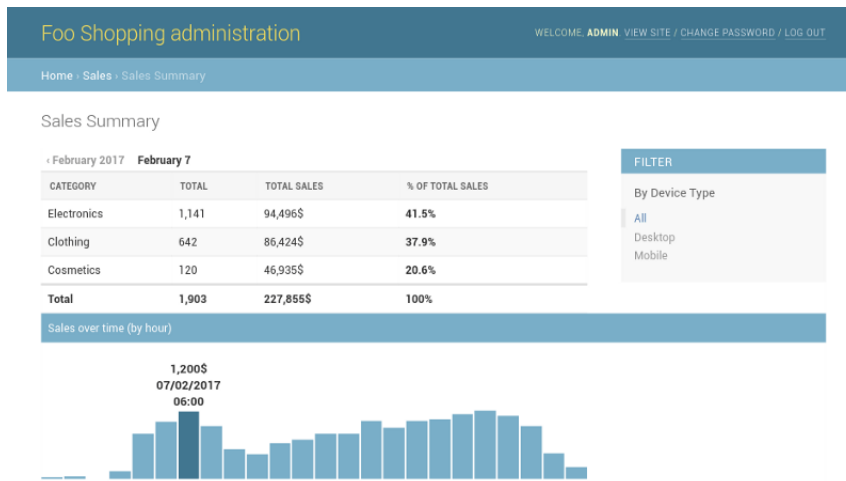 Foo Shopping administration
WELCOME, ADMIN. VIEW SITE / CHANGE PASSWORD / LOG OUT
Home › Sales › Sales Summary
Sales Summary
‹ February 2017 February 7
CATEGORY TOTAL TOTAL SALES % OF TOTAL SALES
Electronics 1,141 94,496$ 41.5%
Clothing 642 86,424$ 37.9%
Cosmetics 120 46,935$ 20.6%
Total 1,903 227,855$ 100%
FILTER
By Device Type
All
Desktop
Mobile
Sales over time (by hour)
1,200$
07/02/2017
06:00